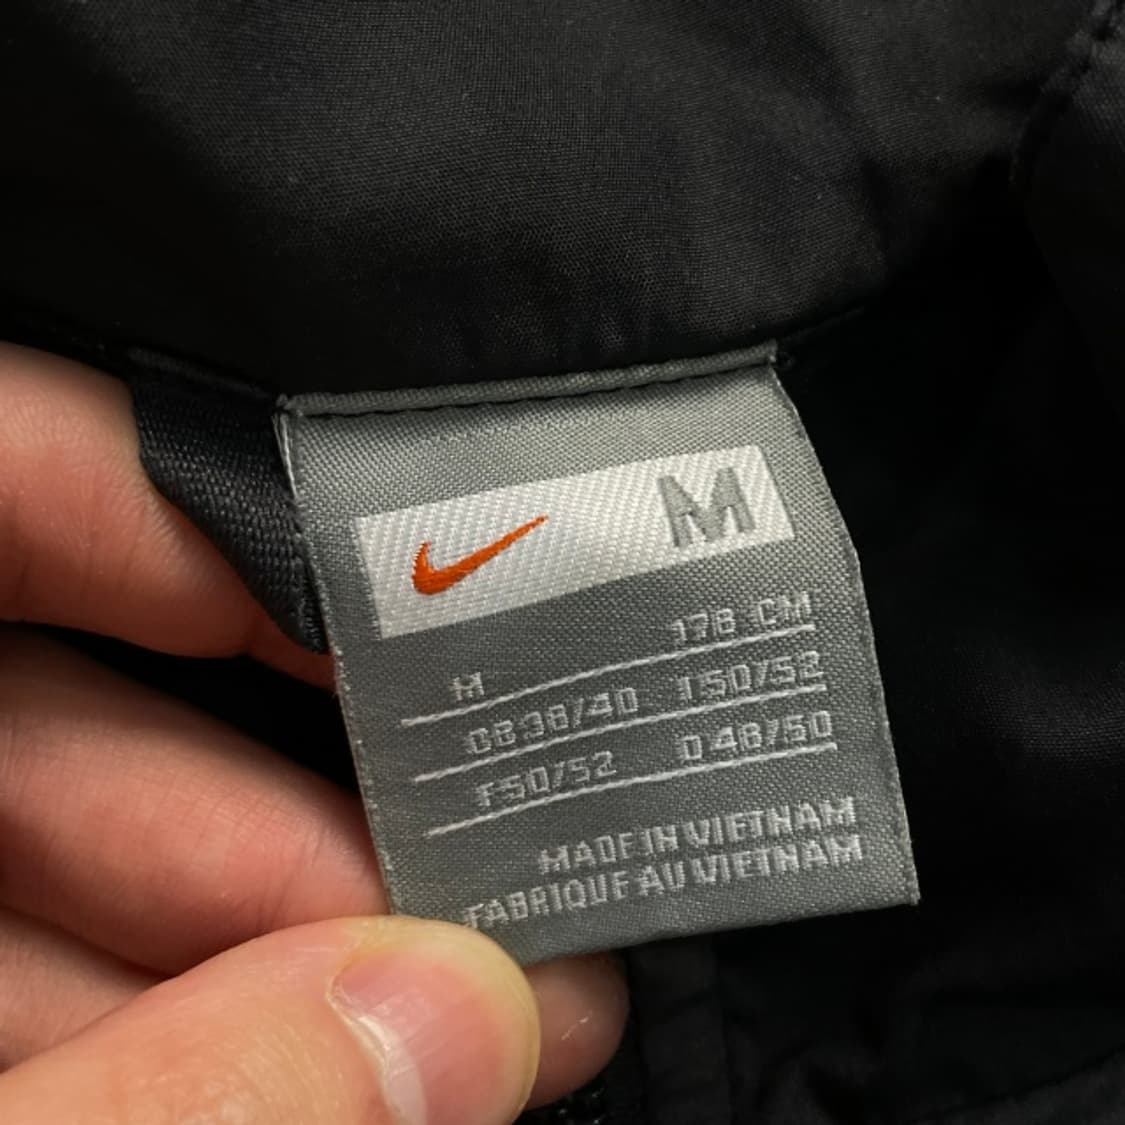 M
M 178 CM
GB38/40 I50/52
F50/52 D48/50
MADE IN VIETNAM
FABRIQUE AU VIETNAM